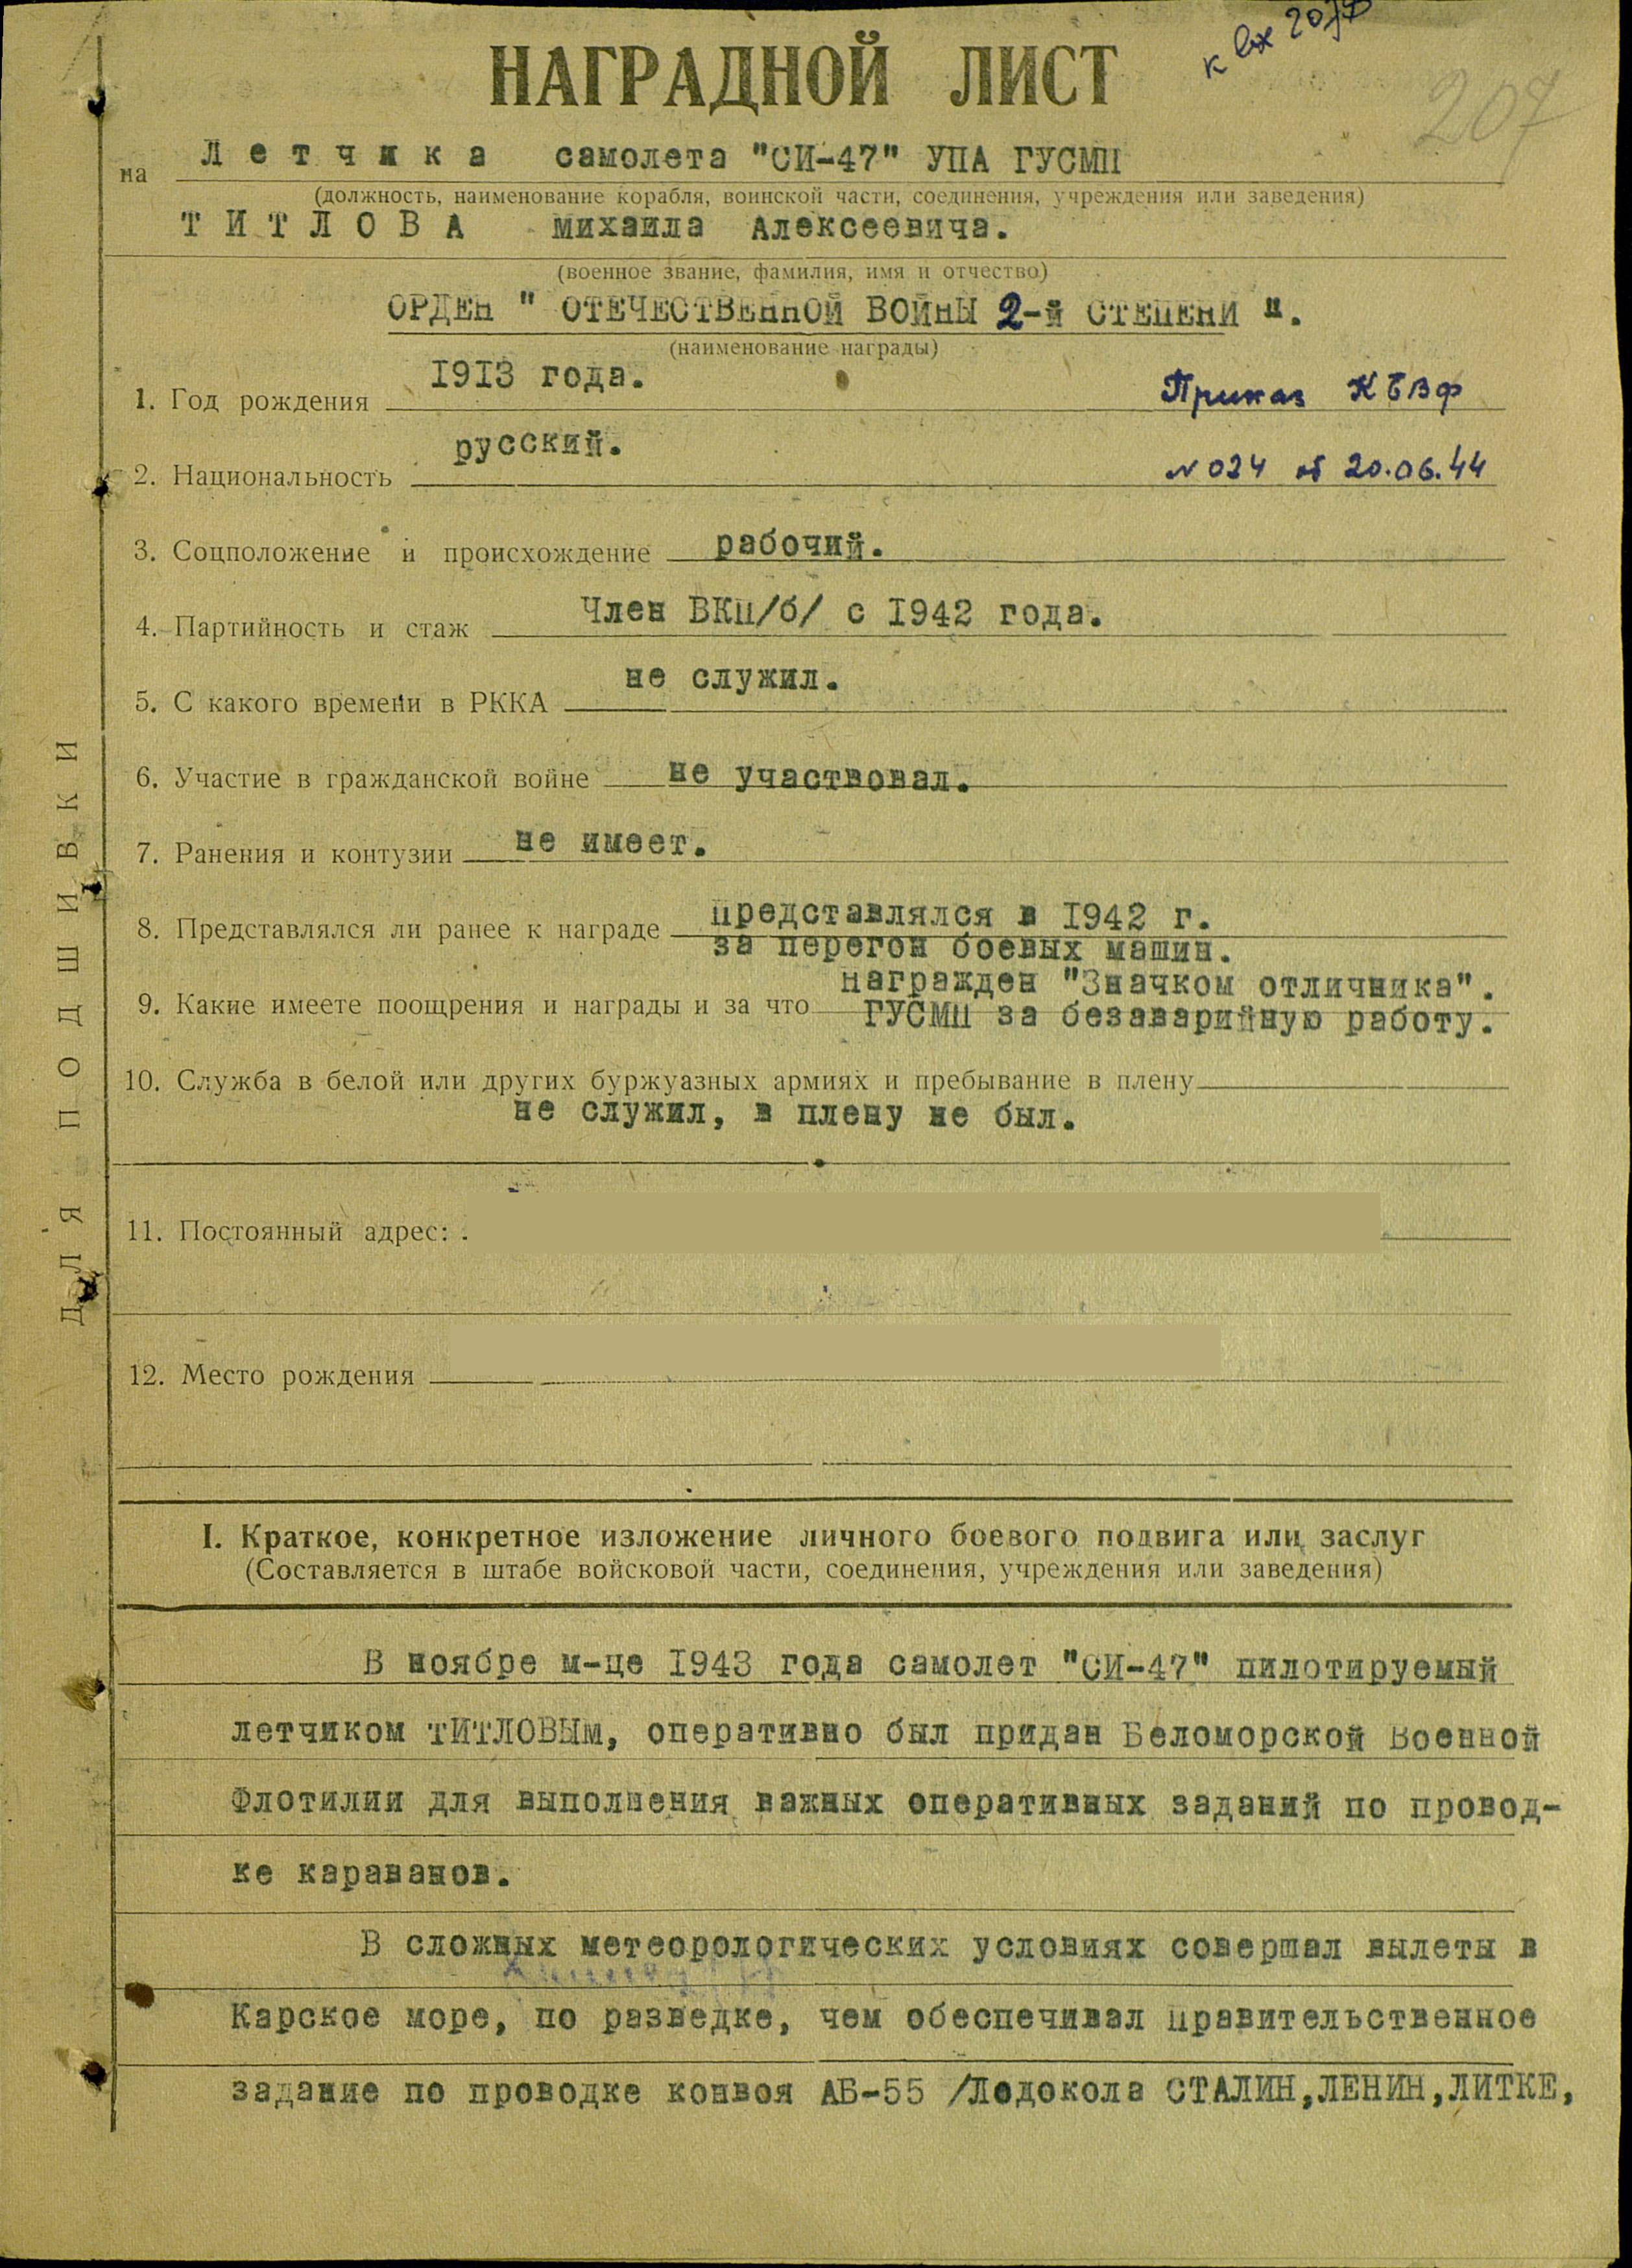 к вх
НАГРАДНОЙ ЛИСТ
207
на Летчика самолета "СИ-47" УПА ГУСМП
(должность, наименование корабля, воинской части, соединения, учреждения или заведения)
ТИТЛОВА Михаила Алексеевича.
(военное звание, фамилия, имя и отчество)
ОРДЕН " ОТЕЧЕСТВЕННОЙ ВОЙНЫ 2-й СТЕПЕНИ ".
(наименование награды)
1. Год рождения 1913 года.
Приказ КБВФ
2. Национальность русский.
N 024 от 20.06.44
3. Соцположение и происхождение рабочий.
4. Партийность и стаж Член ВКП/б/ с 1942 года.
5. С какого времени в РККА не служил.
6. Участие в гражданской войне не участвовал.
7. Ранения и контузии не имеет.
8. Представлялся ли ранее к награде представлялся в 1942 г.
за перегон боевых машин.
9. Какие имеете поощрения и награды и за что награжден "Значком отличника".
ГУСМП за безаварийную работу.
10. Служба в белой или других буржуазных армиях и пребывание в плену
не служил, в плену не был.
11. Постоянный адрес:
12. Место рождения
ДЛЯ ПОДШИВКИ
I. Краткое, конкретное изложение личного боевого подвига или заслуг
(Составляется в штабе войсковой части, соединения, учреждения или заведения)
В ноябре м-це 1943 года самолет "СИ-47" пилотируемый
летчиком ТИТЛОВЫМ, оперативно был придан Беломорской Военной
Флотилии для выполнения важных оперативных заданий по провод-
ке караванов.
В сложных метеорологических условиях совершал вылеты в
Карское море, по разведке, чем обеспечивал Правительственное
задание по проводке конвоя АБ-55 /Ледокола СТАЛИН,ЛЕНИН,ЛИТКЕ,